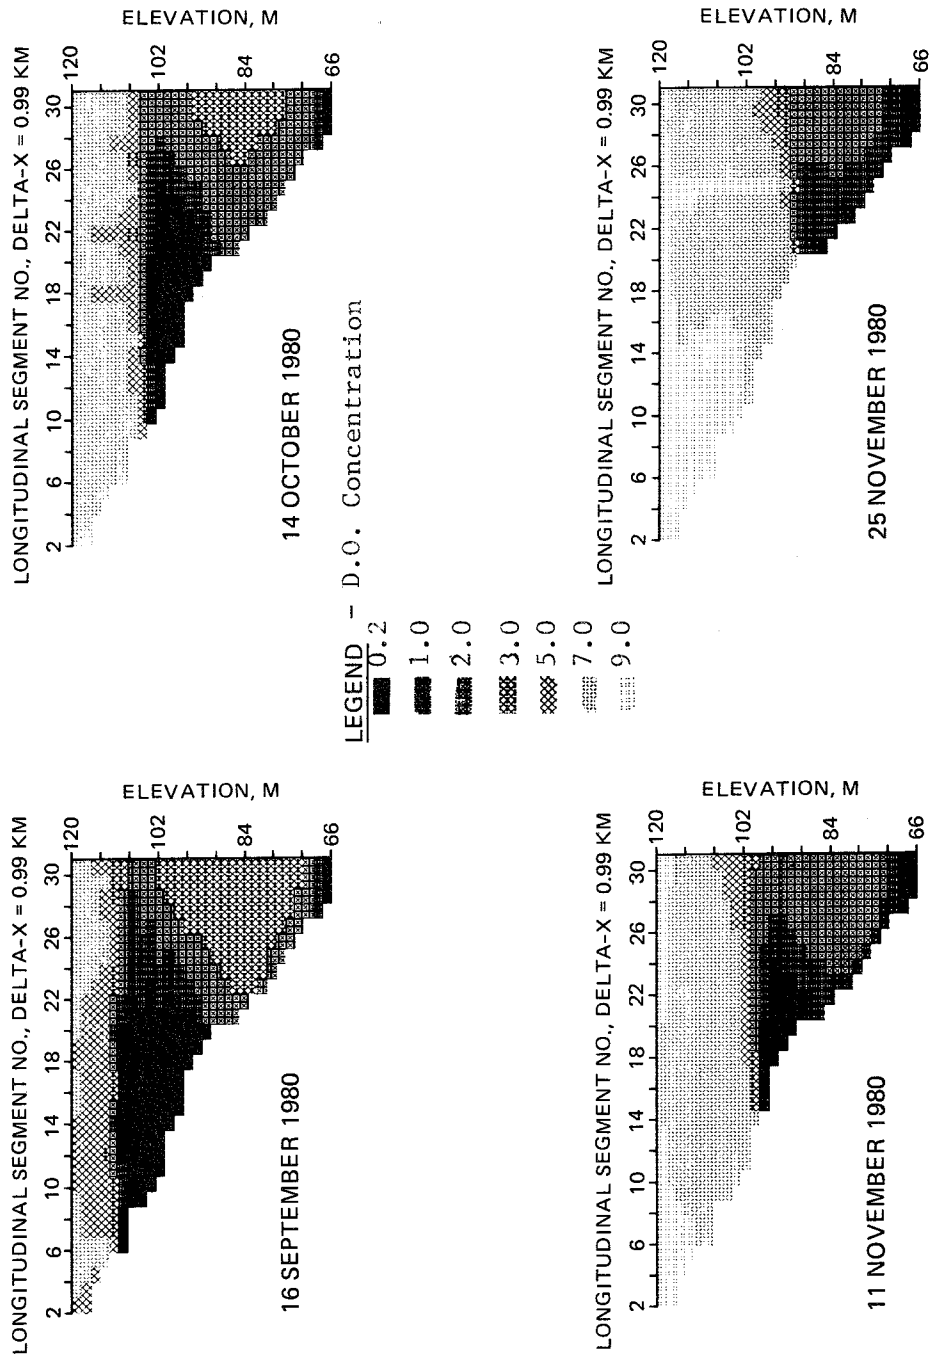 LONGITUDINAL SEGMENT NO., DELTA-X = 0.99 KM
2 6 10 14 18 22 26 30
ELEVATION, M
120
102
84
66
16 SEPTEMBER 1980
LONGITUDINAL SEGMENT NO., DELTA-X = 0.99 KM
2 6 10 14 18 22 26 30
ELEVATION, M
120
102
84
66
14 OCTOBER 1980
LEGEND - D.O. Concentration
0.2
1.0
2.0
3.0
5.0
7.0
9.0
LONGITUDINAL SEGMENT NO., DELTA-X = 0.99 KM
2 6 10 14 18 22 26 30
ELEVATION, M
120
102
84
66
11 NOVEMBER 1980
LONGITUDINAL SEGMENT NO., DELTA-X = 0.99 KM
2 6 10 14 18 22 26 30
ELEVATION, M
120
102
84
66
25 NOVEMBER 1980